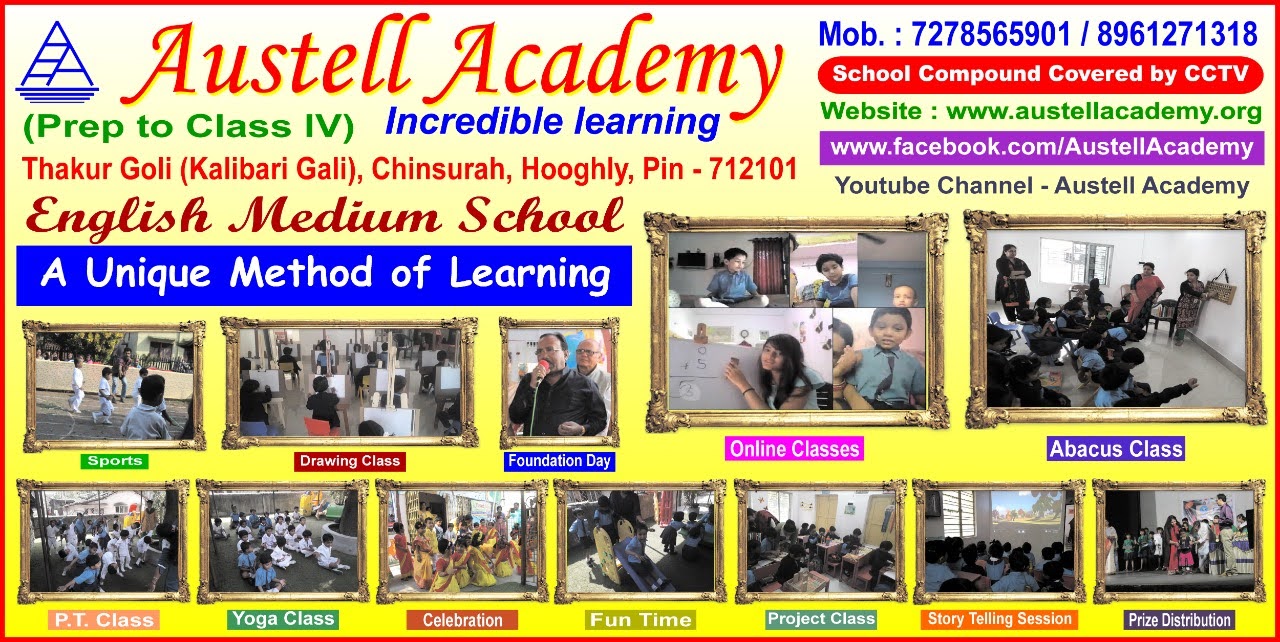 Austell Academy
(Prep to Class IV)
Incredible learning
Thakur Goli (Kalibari Gali), Chinsurah, Hooghly, Pin - 712101
English Medium School
A Unique Method of Learning
Mob. : 7278565901 / 8961271318
School Compound Covered by CCTV
Website : www.austellacademy.org
www.facebook.com/AustellAcademy
Youtube Channel - Austell Academy
Sports
Drawing Class
Foundation Day
Online Classes
Abacus Class
P.T. Class
Yoga Class
Celebration
Fun Time
Project Class
Story Telling Session
Prize Distribution